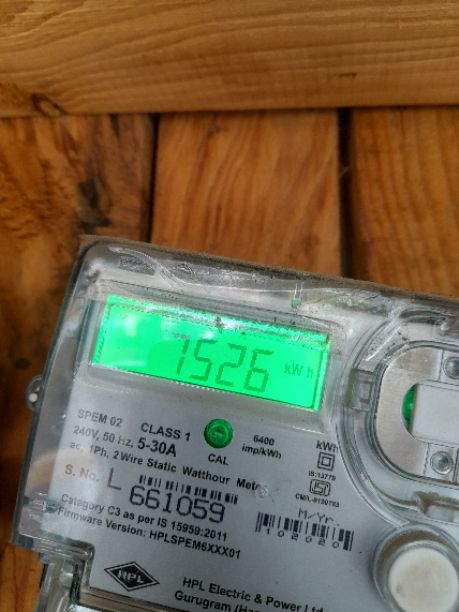 1526 kWh
SPEM 02 CLASS 1
240V, 50 Hz, 5-30A
CAL
6400
imp/kWh
kWh
ac, 1Ph, 2Wire Static Watthour Meter
IS:13779
S. No. L
661059
Category C3 as per IS 15959:2011
Firmware Version: HPLSPEM6XXX01
M/Yr.
102020
HPL
HPL Electric & Power Ltd
Gurugram